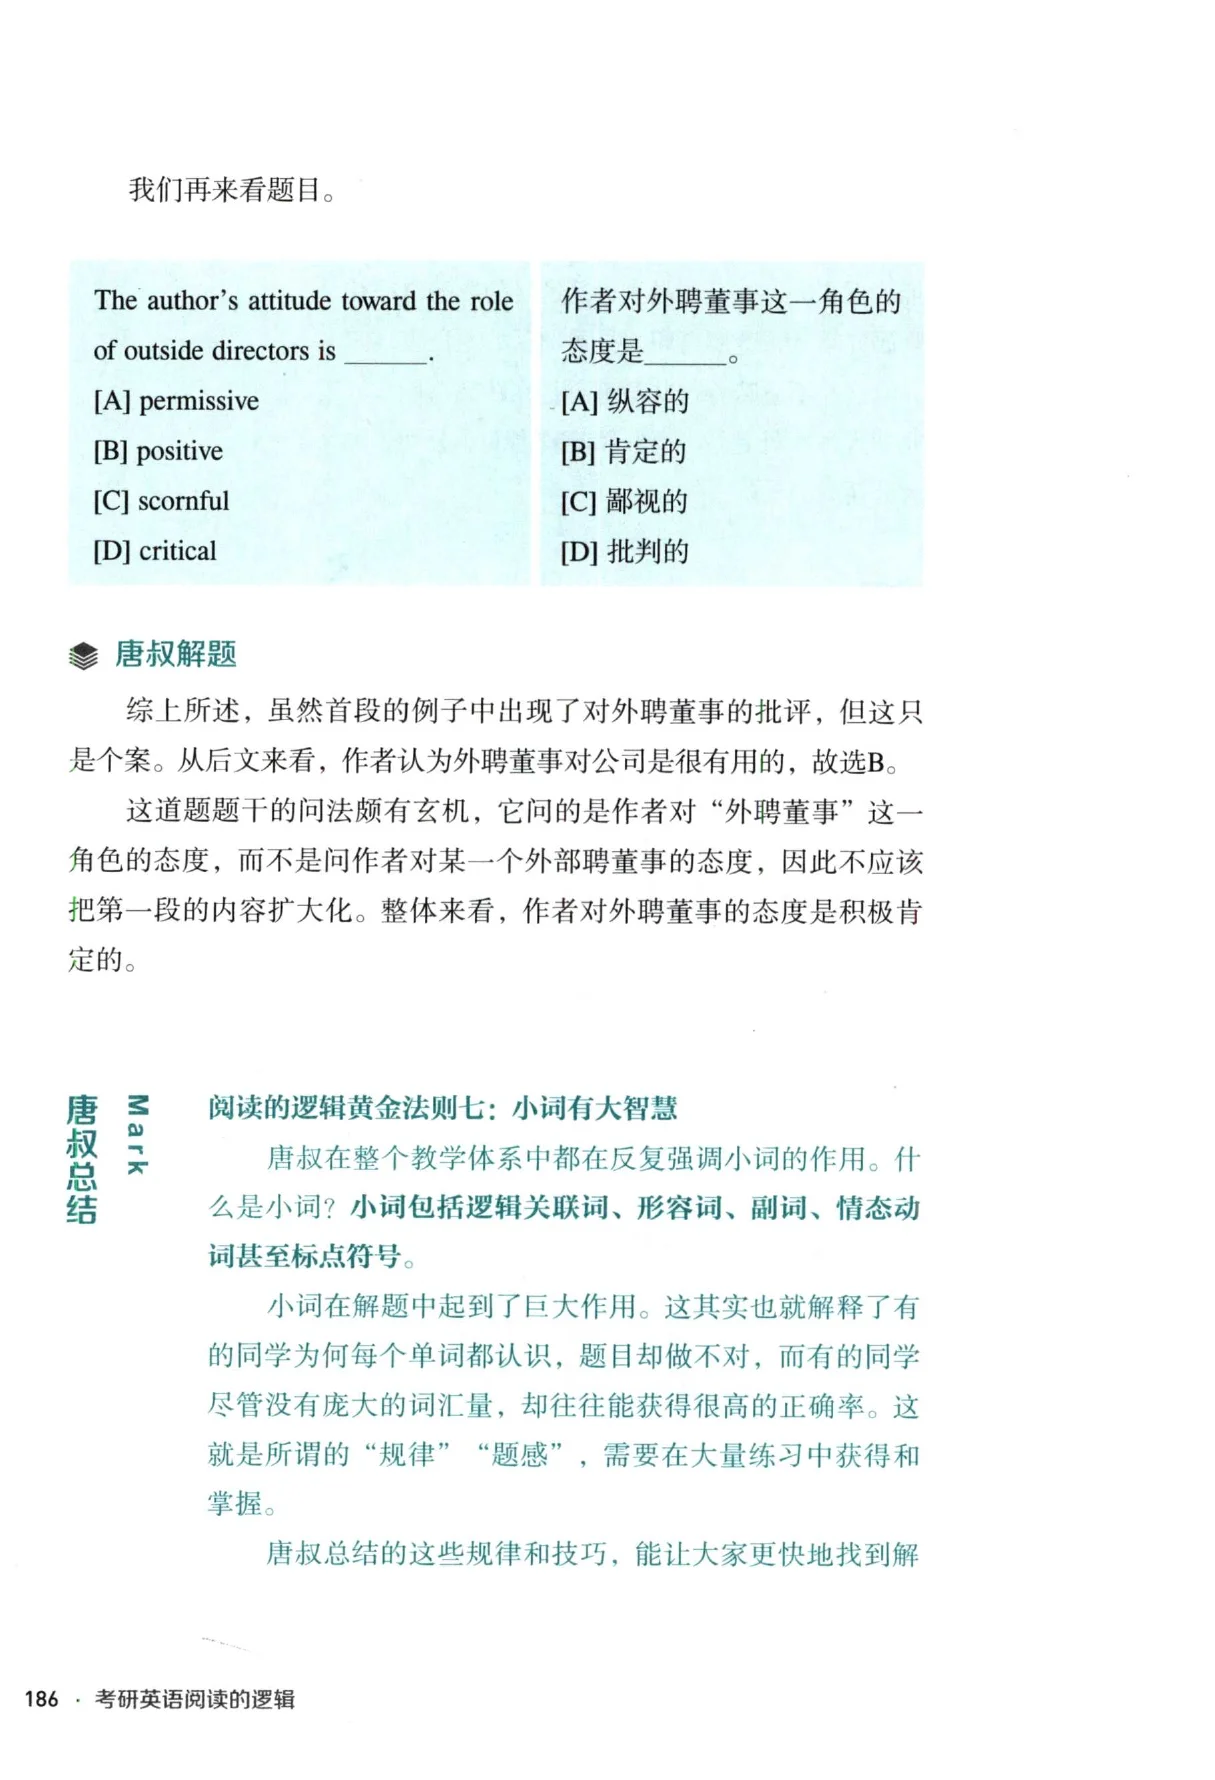 我们再来看题目。
The author's attitude toward the role
of outside directors is ______.
[A] permissive
[B] positive
[C] scornful
[D] critical
作者对外聘董事这一角色的
态度是______。
[A] 纵容的
[B] 肯定的
[C] 鄙视的
[D] 批判的
唐叔解题
综上所述，虽然首段的例子中出现了对外聘董事的批评，但这只
是个案。从后文来看，作者认为外聘董事对公司是很有用的，故选B。
这道题题干的问法颇有玄机，它问的是作者对“外聘董事”这一
角色的态度，而不是问作者对某一个外部聘董事的态度，因此不应该
把第一段的内容扩大化。整体来看，作者对外聘董事的态度是积极肯
定的。
唐叔总结
Mark
阅读的逻辑黄金法则七：小词有大智慧
唐叔在整个教学体系中都在反复强调小词的作用。什
么是小词？小词包括逻辑关联词、形容词、副词、情态动
词甚至标点符号。
小词在解题中起到了巨大作用。这其实也就解释了有
的同学为何每个单词都认识，题目却做不对，而有的同学
尽管没有庞大的词汇量，却往往能获得很高的正确率。这
就是所谓的“规律”“题感”，需要在大量练习中获得和
掌握。
唐叔总结的这些规律和技巧，能让大家更快地找到解
186 · 考研英语阅读的逻辑